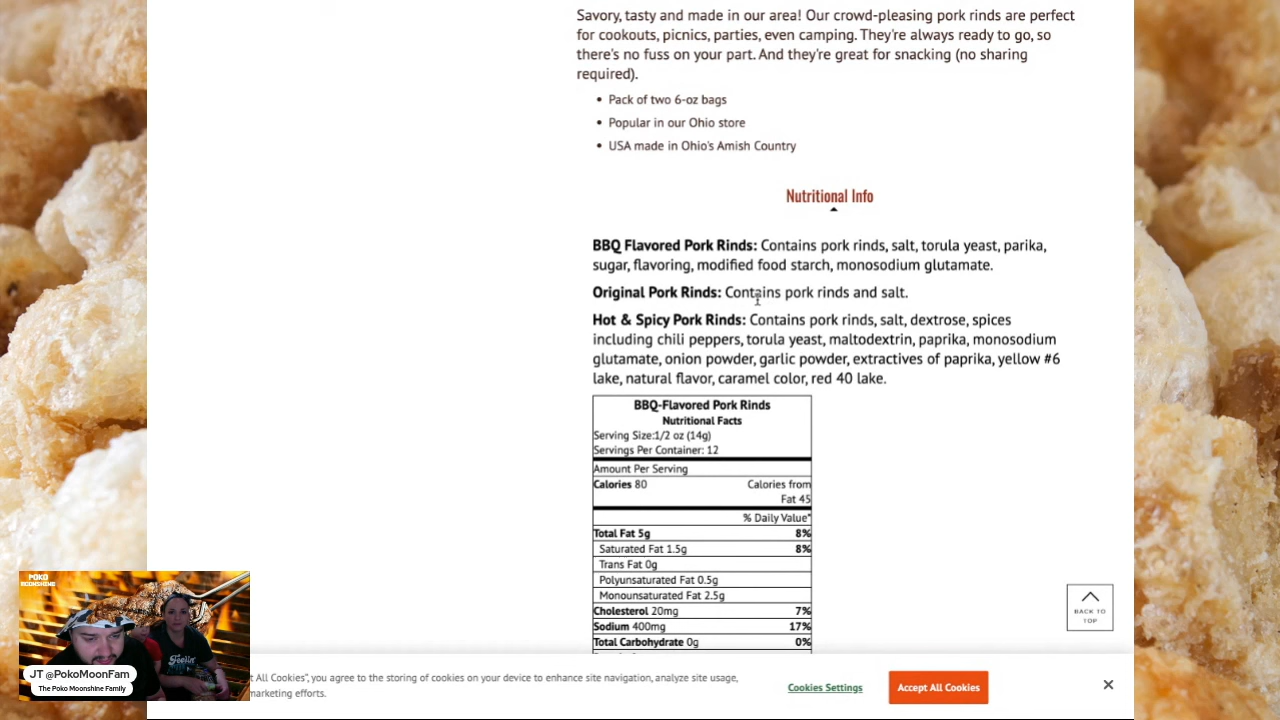 Savory, tasty and made in our area! Our crowd-pleasing pork rinds are perfect
for cookouts, picnics, parties, even camping. They're always ready to go, so
there's no fuss on your part. And they're great for snacking (no sharing
required).
• Pack of two 6-oz bags
• Popular in our Ohio store
• USA made in Ohio's Amish Country
Nutritional Info
BBQ Flavored Pork Rinds: Contains pork rinds, salt, torula yeast, parika,
sugar, flavoring, modified food starch, monosodium glutamate.
Original Pork Rinds: Contains pork rinds and salt.
Hot & Spicy Pork Rinds: Contains pork rinds, salt, dextrose, spices
including chili peppers, torula yeast, maltodextrin, paprika, monosodium
glutamate, onion powder, garlic powder, extractives of paprika, yellow #6
lake, natural flavor, caramel color, red 40 lake.
BBQ-Flavored Pork Rinds
Nutritional Facts
Serving Size:1/2 oz (14g)
Servings Per Container: 12
Amount Per Serving
Calories 80 Calories from
Fat 45
% Daily Value*
Total Fat 5g 8%
Saturated Fat 1.5g 8%
Trans Fat 0g
Polyunsaturated Fat 0.5g
Monounsaturated Fat 2.5g
Cholesterol 20mg 7%
Sodium 400mg 17%
Total Carbohydrate 0g 0%
BACK TO
TOP
POKO
MOONSHINE
Feelin'
JT @PokoMoonFam
The Poko Moonshine Family
t All Cookies", you agree to the storing of cookies on your device to enhance site navigation, analyze site usage,
marketing efforts.
Cookies Settings
Accept All Cookies